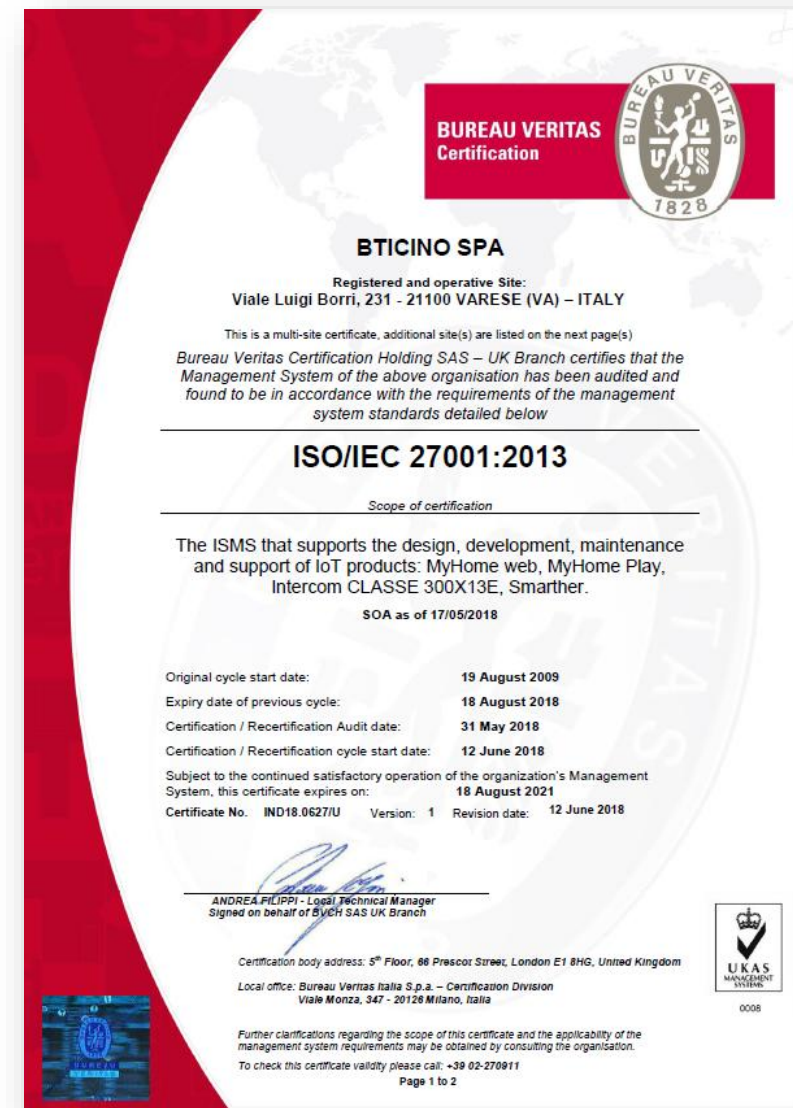 BUREAU VERITAS
Certification
BUREAU VERITAS
1828
BTICINO SPA
Registered and operative Site:
Viale Luigi Borri, 231 - 21100 VARESE (VA) – ITALY
This is a multi-site certificate, additional site(s) are listed on the next page(s)
Bureau Veritas Certification Holding SAS – UK Branch certifies that the
Management System of the above organisation has been audited and
found to be in accordance with the requirements of the management
system standards detailed below
ISO/IEC 27001:2013
Scope of certification
The ISMS that supports the design, development, maintenance
and support of IoT products: MyHome web, MyHome Play,
Intercom CLASSE 300X13E, Smarther.
SOA as of 17/05/2018
Original cycle start date: 19 August 2009
Expiry date of previous cycle: 18 August 2018
Certification / Recertification Audit date: 31 May 2018
Certification / Recertification cycle start date: 12 June 2018
Subject to the continued satisfactory operation of the organization's Management
System, this certificate expires on: 18 August 2021
Certificate No. IND18.0627/U Version: 1 Revision date: 12 June 2018
ANDREA FILIPPI - Local Technical Manager
Signed on behalf of BVCH SAS UK Branch
Certification body address: 5th Floor, 66 Prescot Street, London E1 8HG, United Kingdom
Local office: Bureau Veritas Italia S.p.a. – Certification Division
Viale Monza, 347 - 20126 Milano, Italia
Further clarifications regarding the scope of this certificate and the applicability of the
management system requirements may be obtained by consulting the organisation.
To check this certificate validity please call: +39 02-270911
Page 1 to 2
UKAS
MANAGEMENT
SYSTEMS
0008
BUREAU
VERITAS